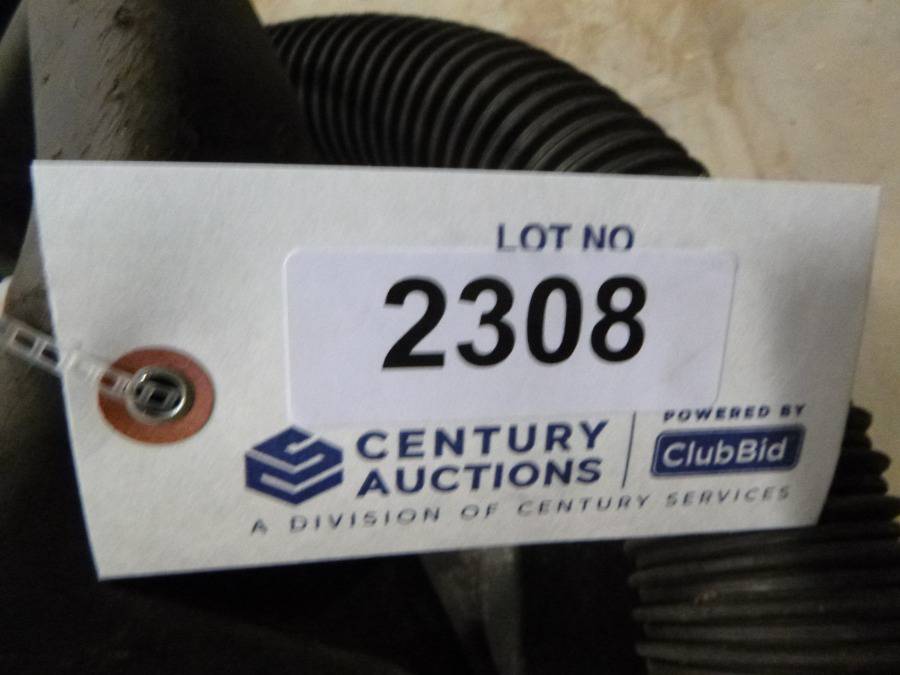 LOT NO
2308
CENTURY
AUCTIONS
POWERED BY
ClubBid
A DIVISION OF CENTURY SERVICES